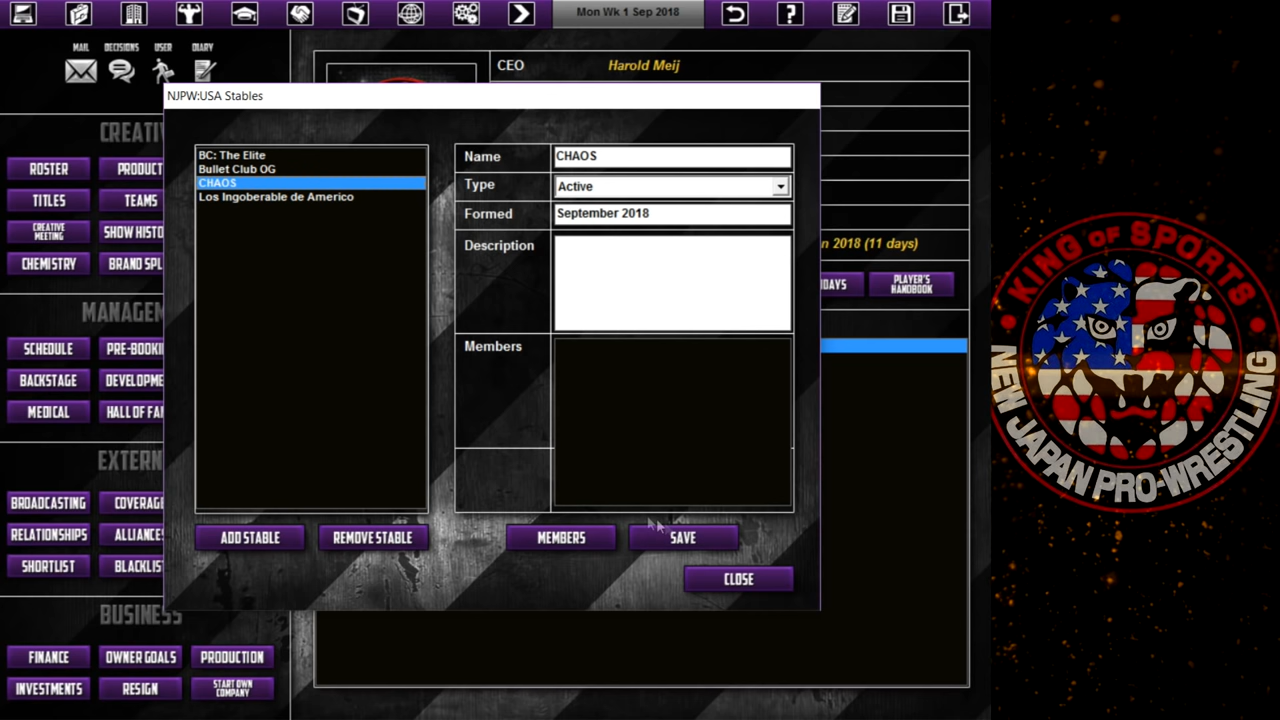 Mon Wk 1 Sep 2018
MAIL DECISIONS USER DIARY
CEO Harold Meij
NJPW:USA Stables
CREATI
ROSTER PRODUCT
TITLES TEAMS
CREATIVE MEETING SHOW HISTO
CHEMISTRY BRAND SPL
BC: The Elite
Bullet Club OG
CHAOS
Los Ingoberable de Americo
Name CHAOS
Type Active
Formed September 2018
Description
Members
n 2018 (11 days)
IDAYS PLAYER'S HANDBOOK
MANAGEM
SCHEDULE PRE-BOOKI
BACKSTAGE DEVELOPME
MEDICAL HALL OF FA
EXTERN
BROADCASTING COVERAG
RELATIONSHIPS ALLIANCE
SHORTLIST BLACKLIS
ADD STABLE REMOVE STABLE MEMBERS SAVE
CLOSE
BUSINESS
FINANCE OWNER GOALS PRODUCTION
INVESTMENTS RESIGN START OWN COMPANY
KING OF SPORTS
NEW JAPAN PRO-WRESTLING